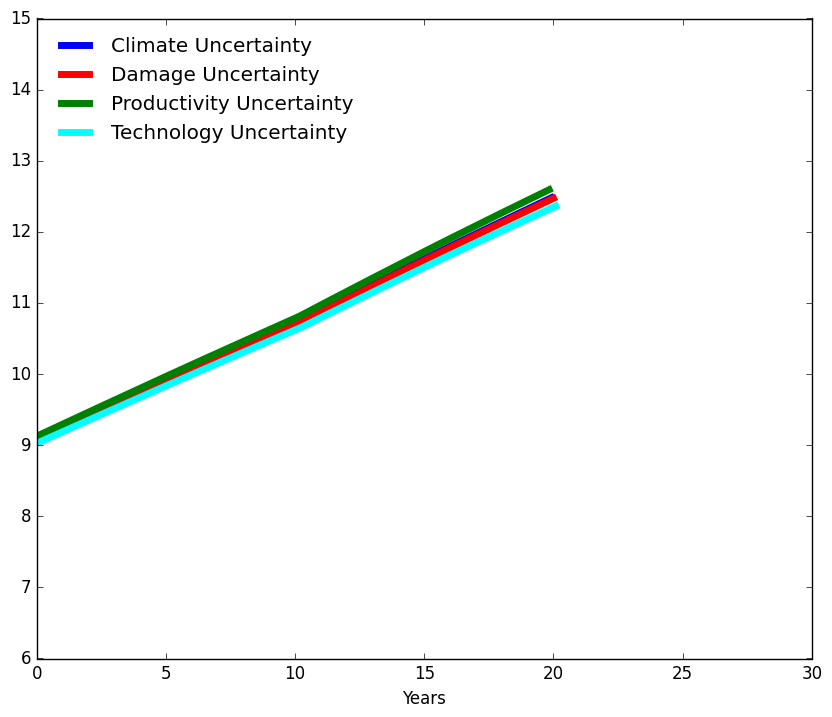 15
14
13
12
11
10
9
8
7
6
Climate Uncertainty
Damage Uncertainty
Productivity Uncertainty
Technology Uncertainty
0 5 10 15 20 25 30
Years